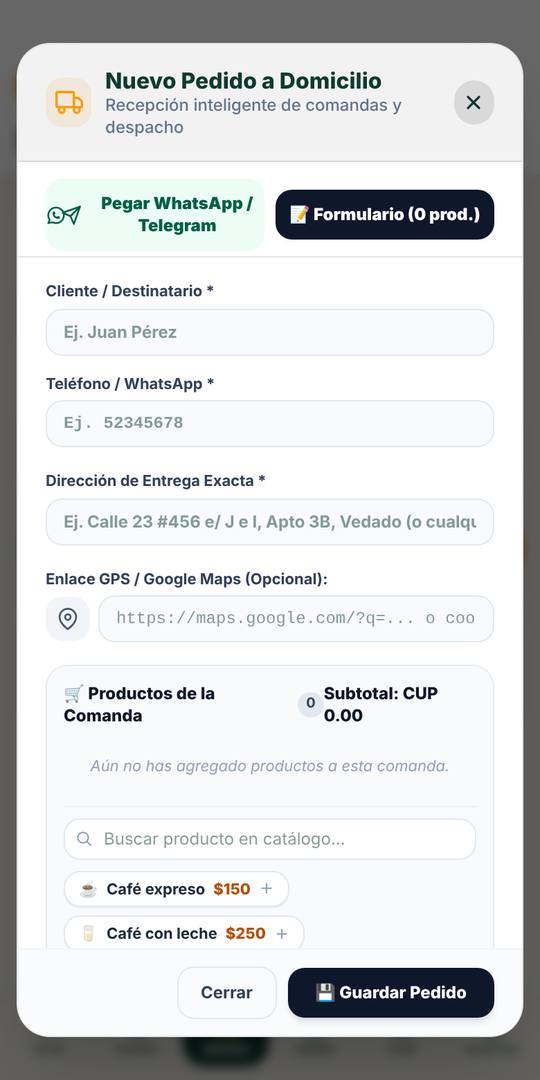 Nuevo Pedido a Domicilio
Recepción inteligente de comandas y
despacho
Pegar WhatsApp /
Telegram
📝 Formulario (0 prod.)
Cliente / Destinatario *
Ej. Juan Pérez
Teléfono / WhatsApp *
Ej. 52345678
Dirección de Entrega Exacta *
Ej. Calle 23 #456 e/ J e I, Apto 3B, Vedado (o cualqu
Enlace GPS / Google Maps (Opcional):
https://maps.google.com/?q=... o coo
🛒 Productos de la
Comanda
0
Subtotal: CUP
0.00
Aún no has agregado productos a esta comanda.
Buscar producto en catálogo...
☕ Café expreso $150 +
🥛 Café con leche $250 +
Cerrar
💾 Guardar Pedido